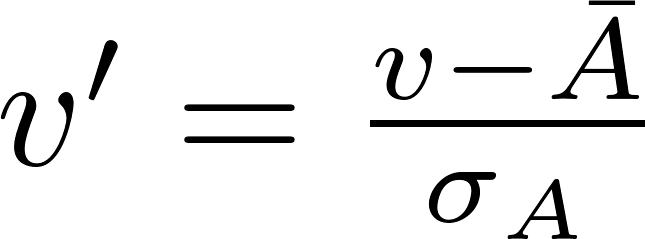 v′ = (v − Ā) / σ_A